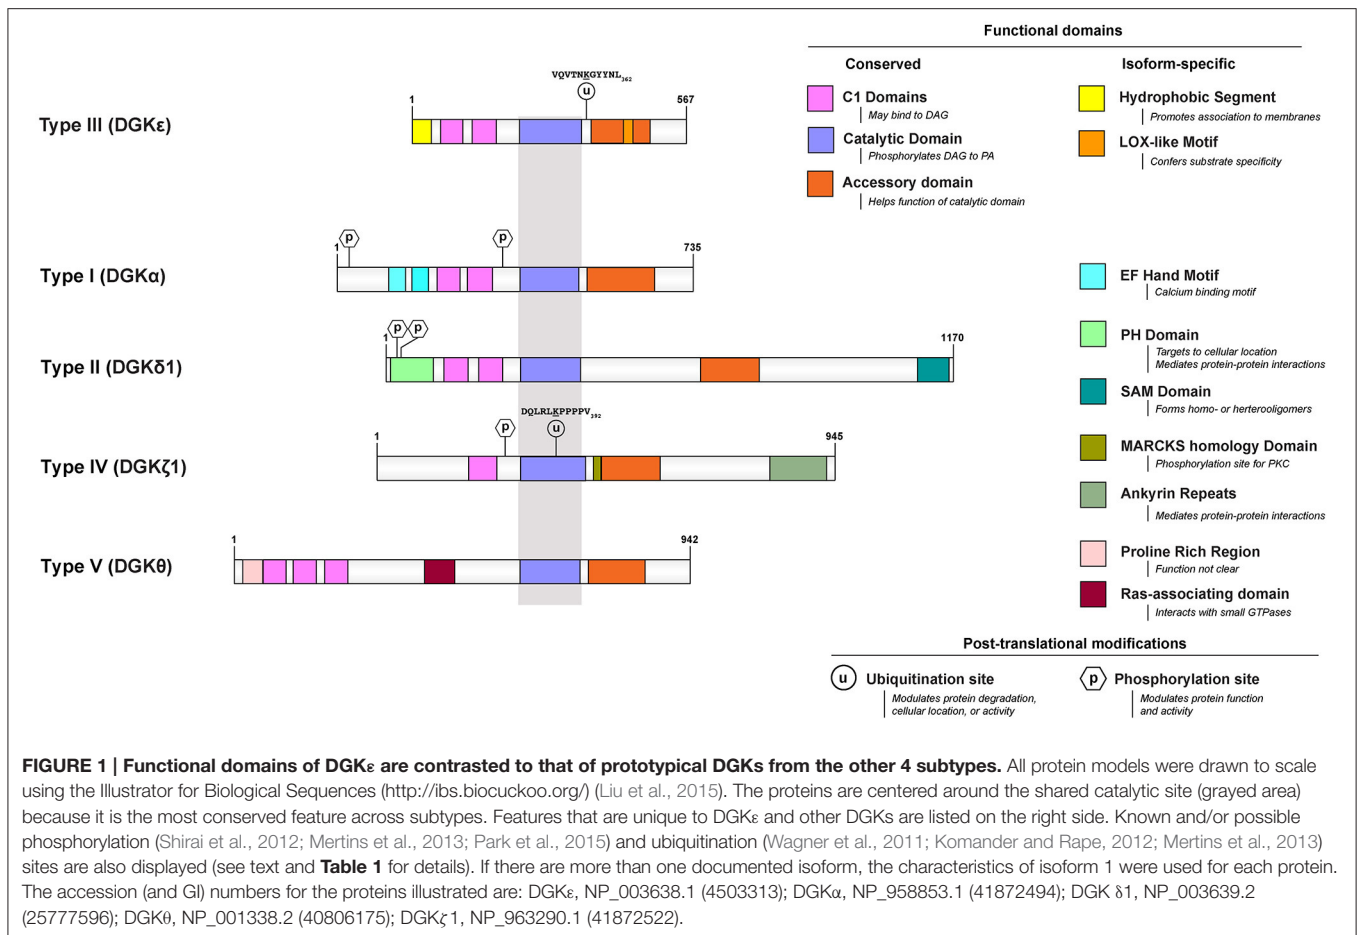 Functional domains
Conserved
Isoform-specific
C1 Domains
May bind to DAG
Hydrophobic Segment
Promotes association to membranes
Catalytic Domain
Phosphorylates DAG to PA
LOX-like Motif
Confers substrate specificity
Accessory domain
Helps function of catalytic domain
VQVTNKGYYNL362
u
1
567
Type III (DGKε)
p
p
1
735
Type I (DGKα)
EF Hand Motif
Calcium binding motif
p
p
1
1170
Type II (DGKδ1)
PH Domain
Targets to cellular location
Mediates protein-protein interactions
SAM Domain
Forms homo- or herterooligomers
DQLRLKPPPPV392
p
u
1
945
Type IV (DGKζ1)
MARCKS homology Domain
Phosphorylation site for PKC
Ankyrin Repeats
Mediates protein-protein interactions
1
942
Type V (DGKθ)
Proline Rich Region
Function not clear
Ras-associating domain
Interacts with small GTPases
Post-translational modifications
u
Ubiquitination site
Modulates protein degradation,
cellular location, or activity
p
Phosphorylation site
Modulates protein function
and activity
FIGURE 1 | Functional domains of DGKε are contrasted to that of prototypical DGKs from the other 4 subtypes. All protein models were drawn to scale
using the Illustrator for Biological Sequences (http://ibs.biocuckoo.org/) (Liu et al., 2015). The proteins are centered around the shared catalytic site (grayed area)
because it is the most conserved feature across subtypes. Features that are unique to DGKε and other DGKs are listed on the right side. Known and/or possible
phosphorylation (Shirai et al., 2012; Mertins et al., 2013; Park et al., 2015) and ubiquitination (Wagner et al., 2011; Komander and Rape, 2012; Mertins et al., 2013)
sites are also displayed (see text and Table 1 for details). If there are more than one documented isoform, the characteristics of isoform 1 were used for each protein.
The accession (and GI) numbers for the proteins illustrated are: DGKε, NP_003638.1 (4503313); DGKα, NP_958853.1 (41872494); DGK δ1, NP_003639.2
(25777596); DGKθ, NP_001338.2 (40806175); DGKζ1, NP_963290.1 (41872522).